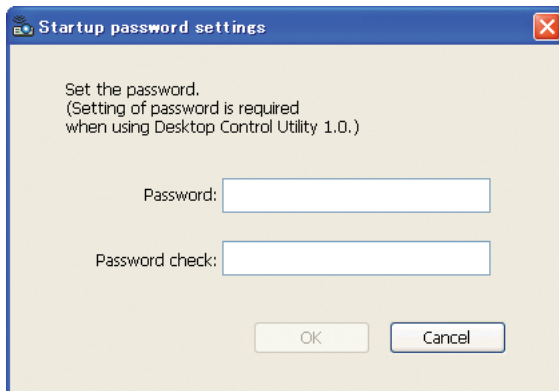 Startup password settings
Set the password.
(Setting of password is required
when using Desktop Control Utility 1.0.)
Password:
Password check:
OK
Cancel